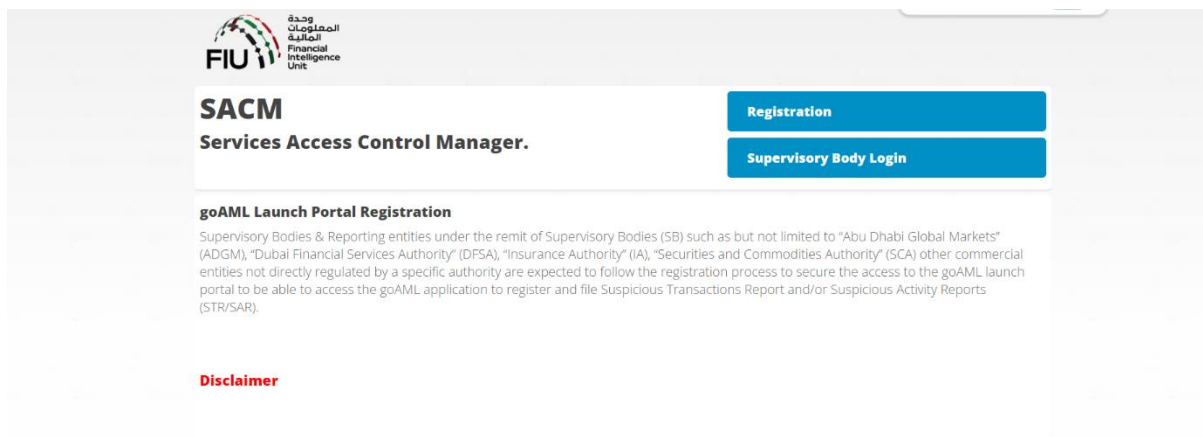 وحدة
المعلومات
المالية
Financial
Intelligence
Unit
FIU
SACM
Services Access Control Manager.
Registration
Supervisory Body Login
goAML Launch Portal Registration
Supervisory Bodies & Reporting entities under the remit of Supervisory Bodies (SB) such as but not limited to “Abu Dhabi Global Markets”
(ADGM), “Dubai Financial Services Authority” (DFSA), “Insurance Authority” (IA), “Securities and Commodities Authority” (SCA) other commercial
entities not directly regulated by a specific authority are expected to follow the registration process to secure the access to the goAML launch
portal to be able to access the goAML application to register and file Suspicious Transactions Report and/or Suspicious Activity Reports
(STR/SAR).
Disclaimer